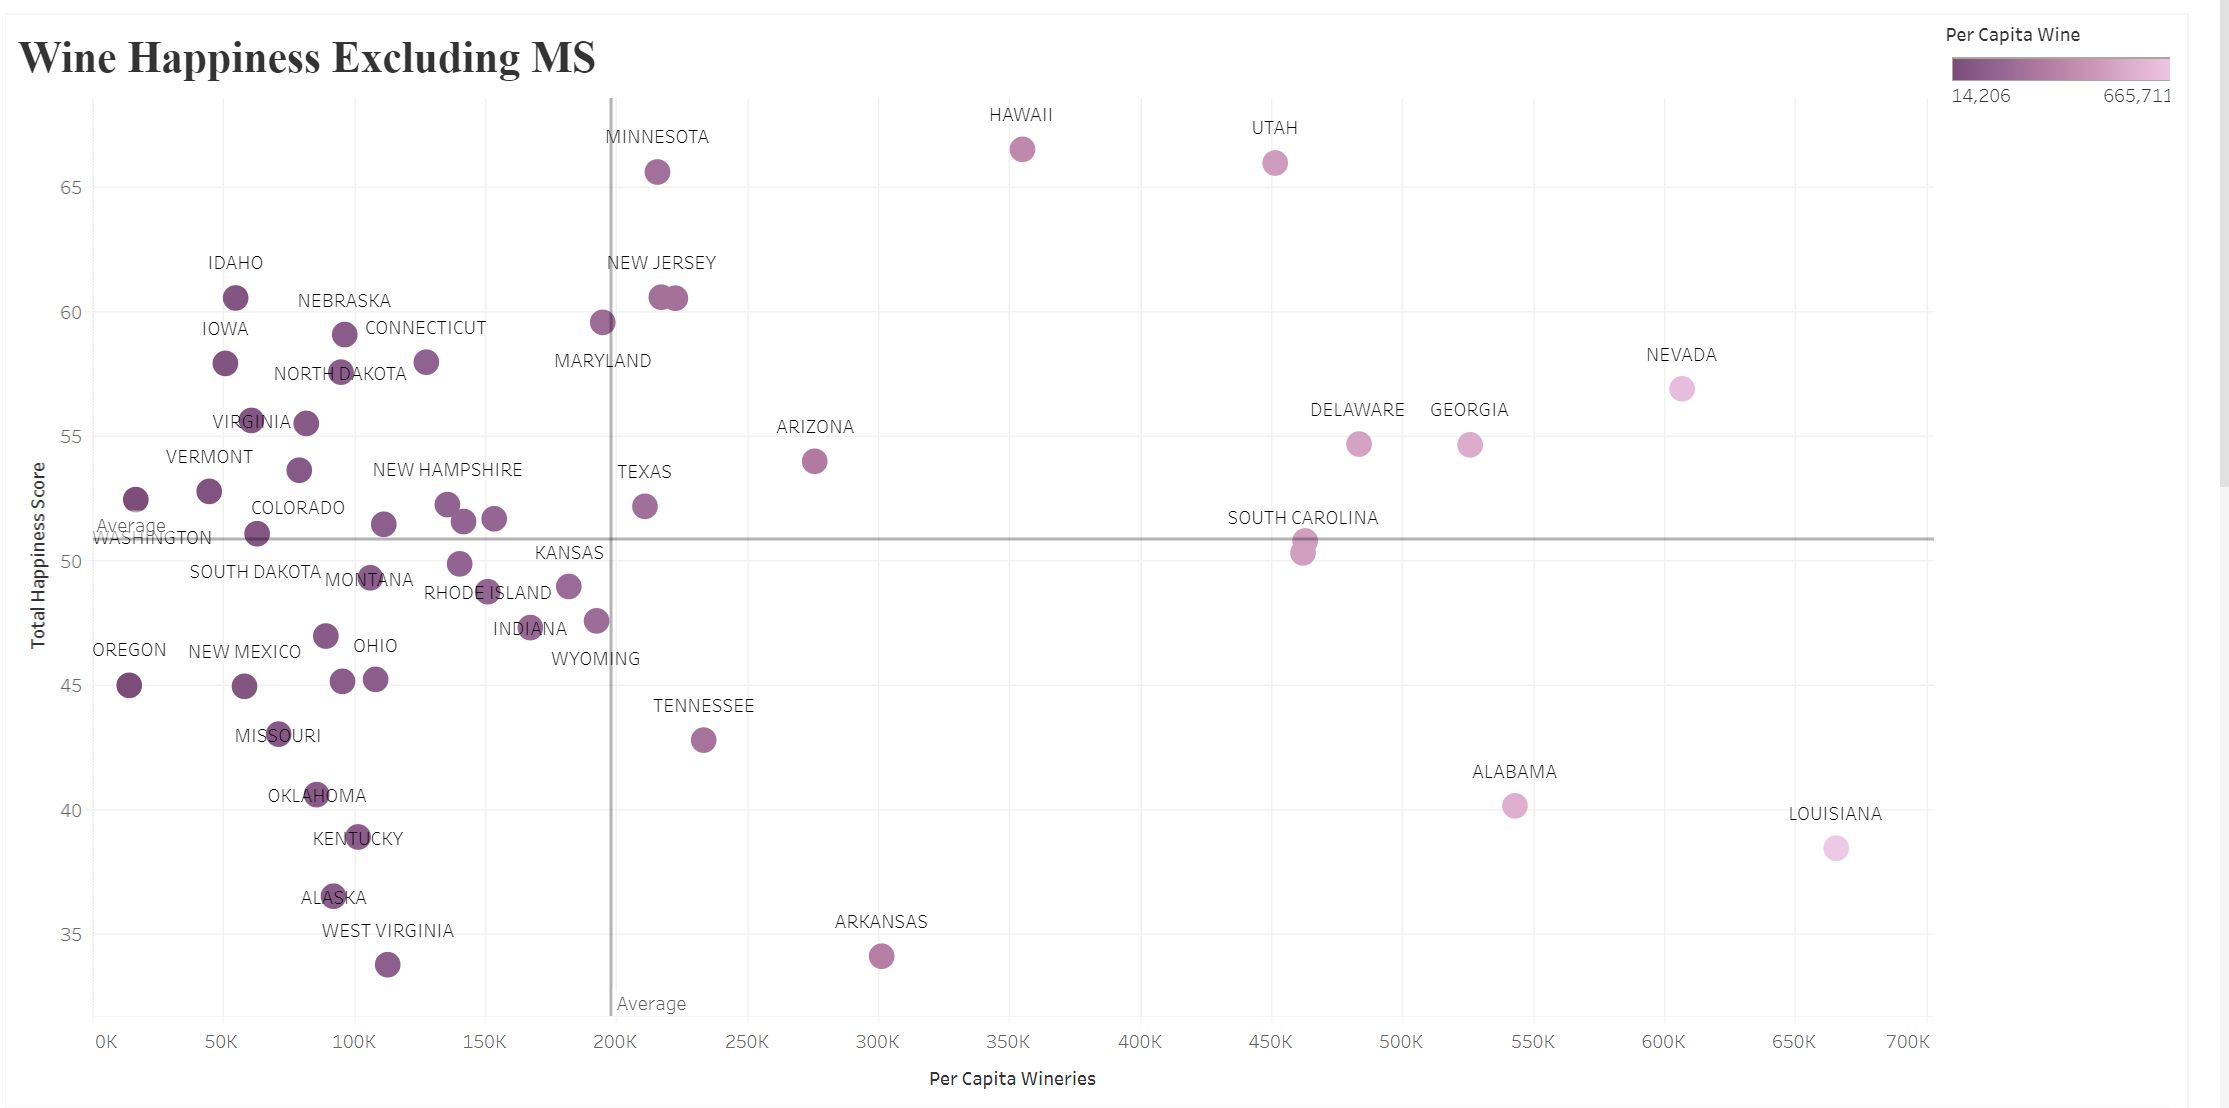 Wine Happiness Excluding MS
Per Capita Wine
14,206 665,711
HAWAII
UTAH
MINNESOTA
65
IDAHO
NEW JERSEY
NEBRASKA
60
IOWA
CONNECTICUT
NEVADA
MARYLAND
NORTH DAKOTA
DELAWARE
GEORGIA
VIRGINIA
ARIZONA
55
VERMONT
NEW HAMPSHIRE
TEXAS
COLORADO
SOUTH CAROLINA
Average
WASHINGTON
KANSAS
50
SOUTH DAKOTA
MONTANA
RHODE ISLAND
INDIANA
OHIO
OREGON
NEW MEXICO
WYOMING
45
TENNESSEE
MISSOURI
ALABAMA
OKLAHOMA
40
LOUISIANA
KENTUCKY
ALASKA
ARKANSAS
WEST VIRGINIA
35
Average
Total Happiness Score
0K 50K 100K 150K 200K 250K 300K 350K 400K 450K 500K 550K 600K 650K 700K
Per Capita Wineries